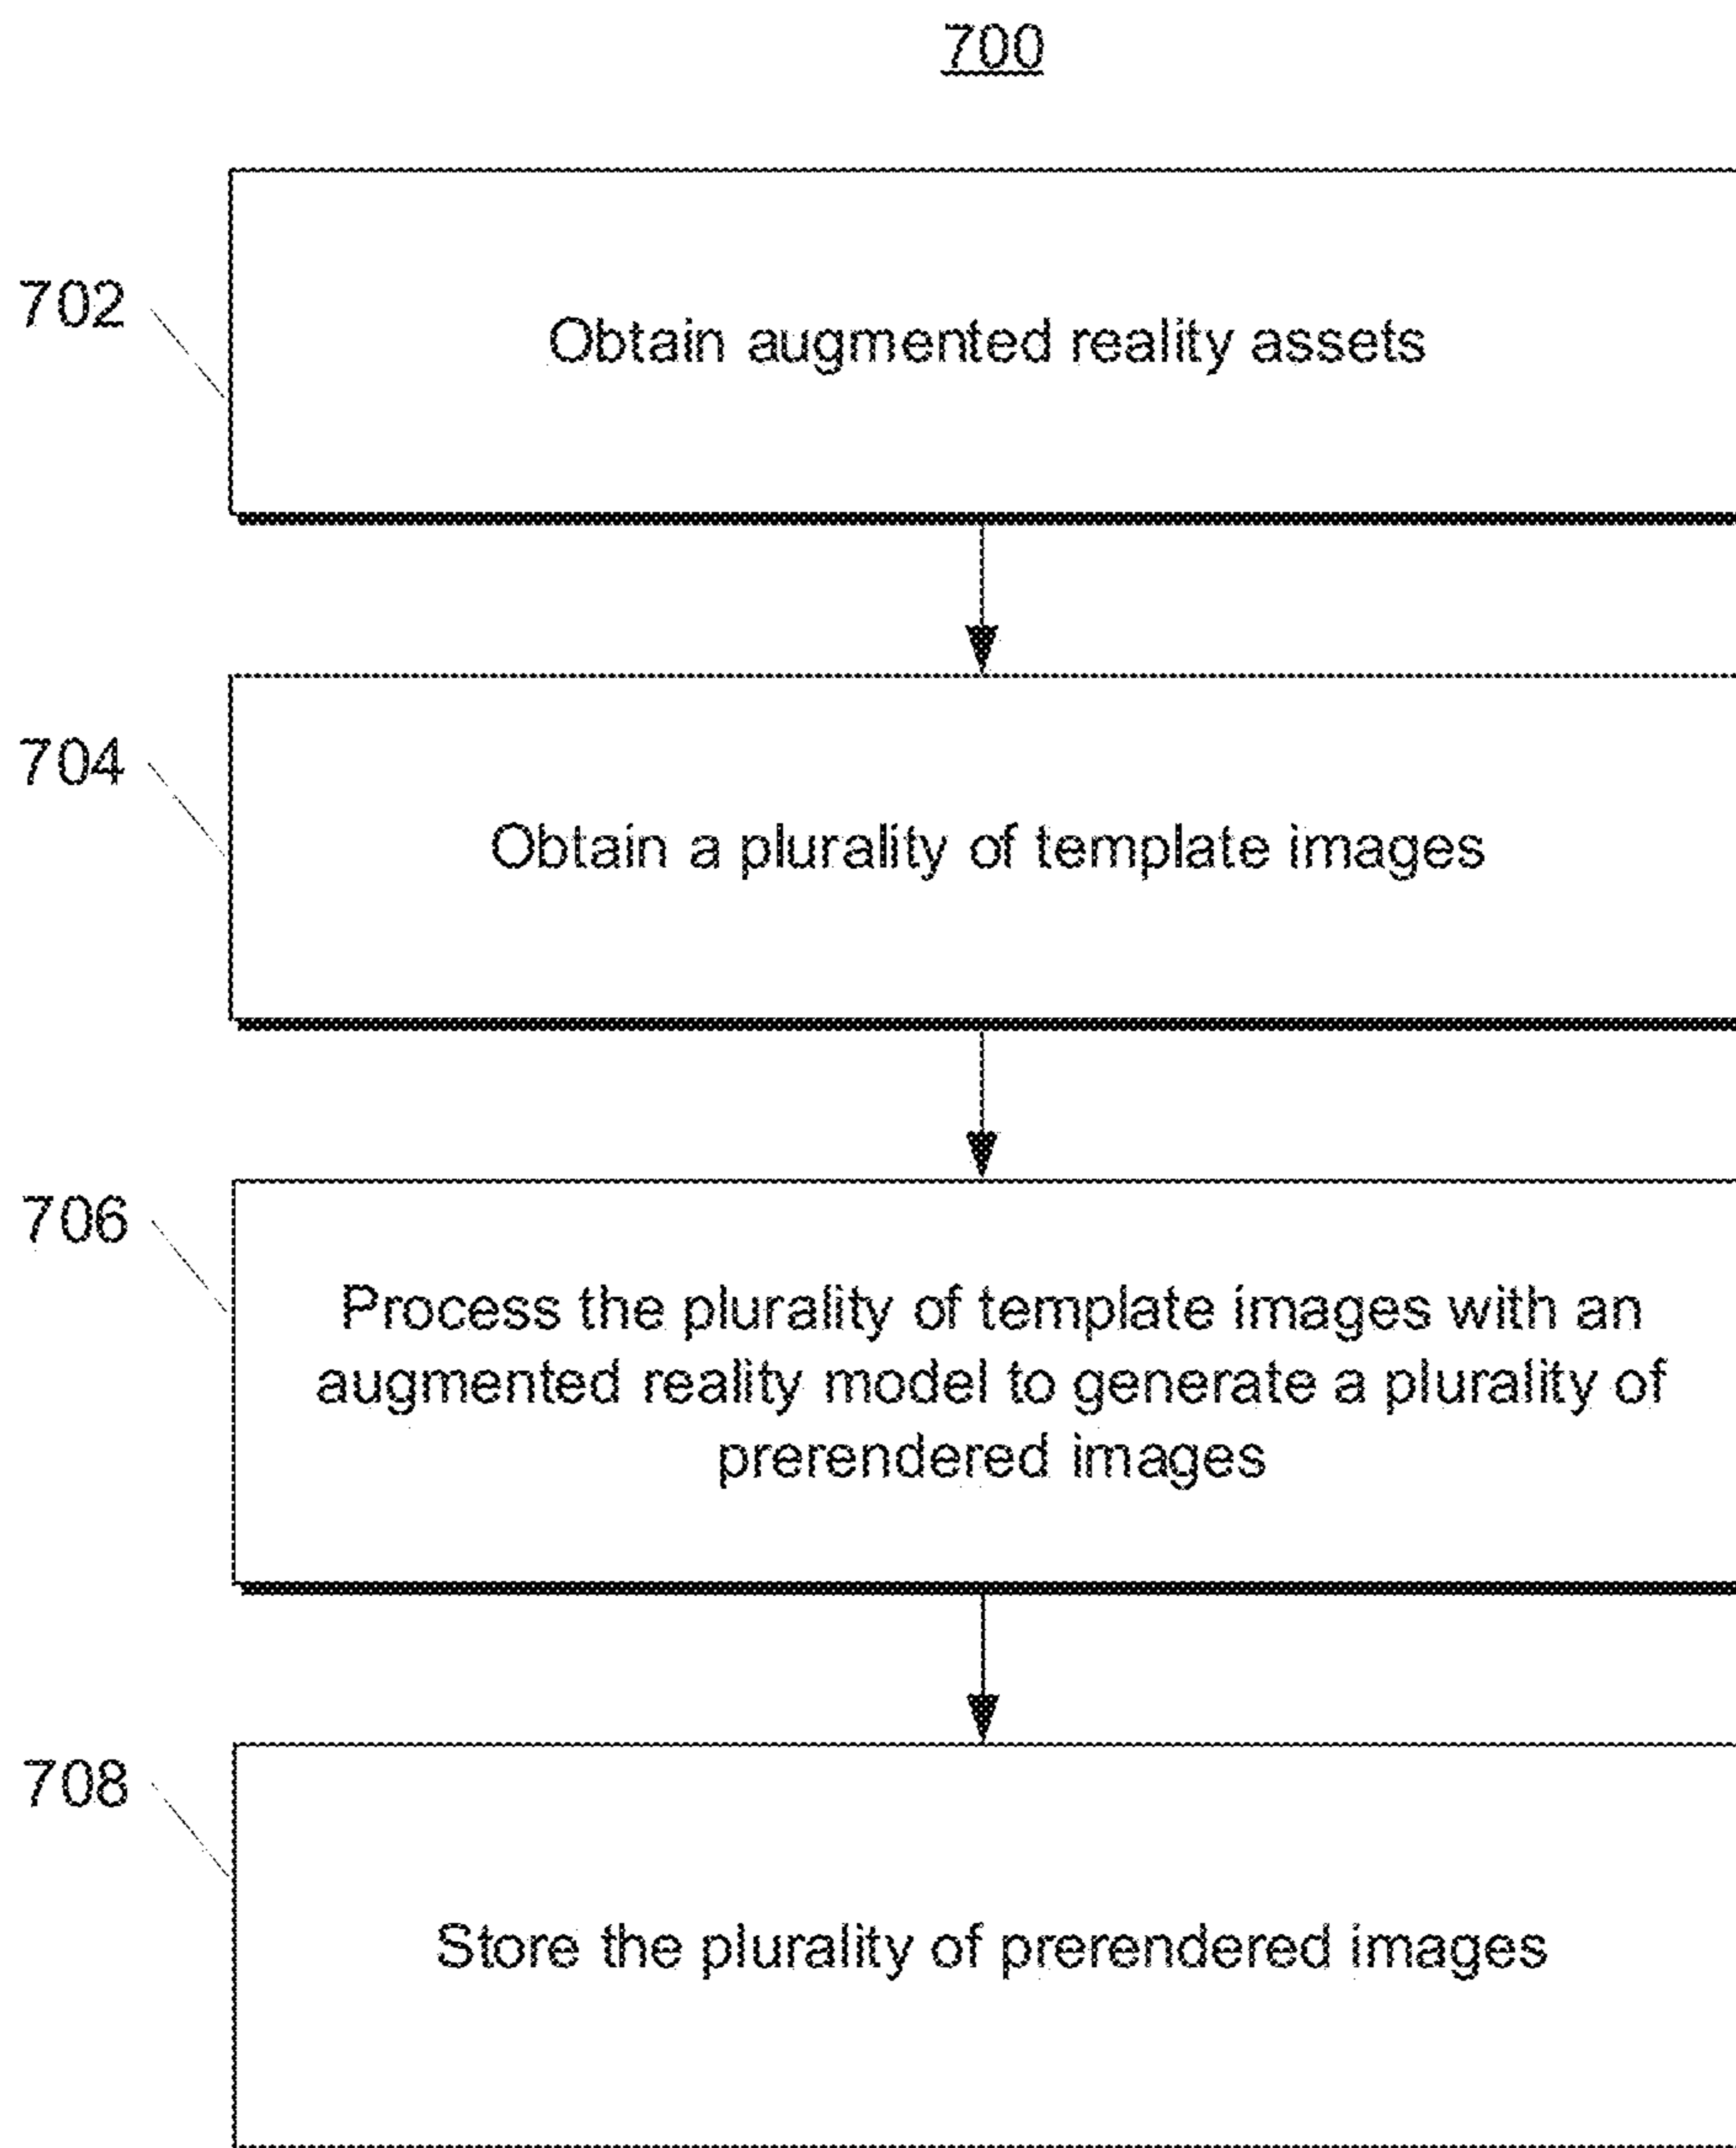 700
702
Obtain augmented reality assets
704
Obtain a plurality of template images
706
Process the plurality of template images with an
augmented reality model to generate a plurality of
prerendered images
708
Store the plurality of prerendered images